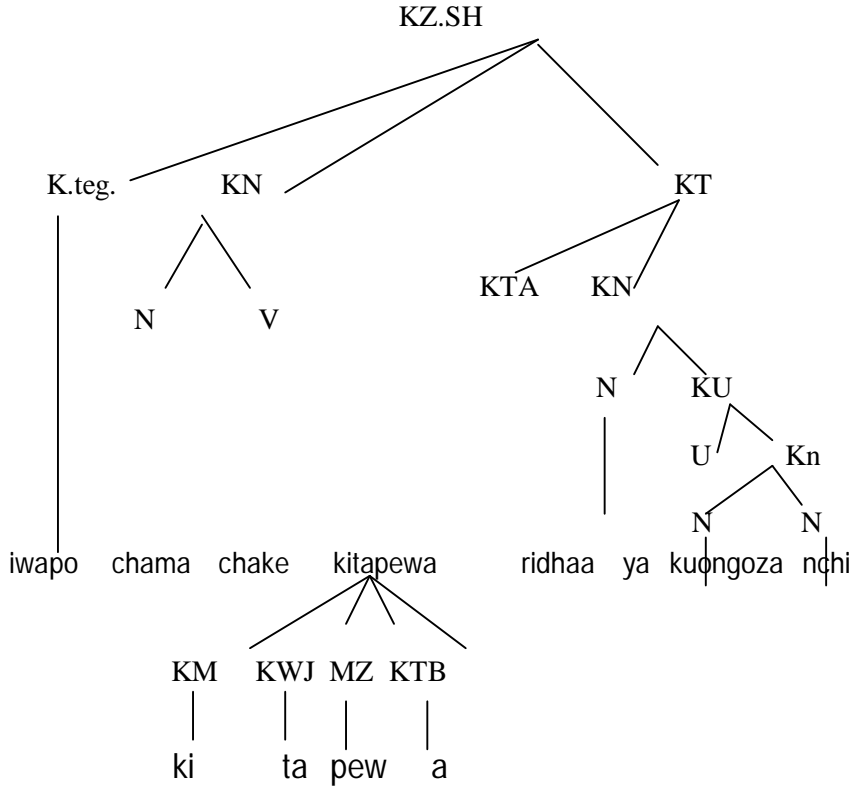 KZ.SH
K.teg. KN KT
KTA KN
N V
N KU
U Kn
N N
iwapo chama chake kitapewa ridhaa ya kuongoza nchi
KM KWJ MZ KTB
ki ta pew a